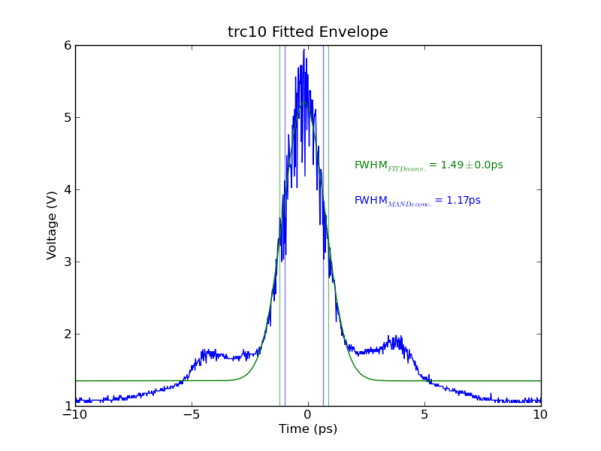 trc10 Fitted Envelope
6
5
4
3
2
1
Voltage (V)
FWHM_FITDeconv. = 1.49±0.0ps
FWHM_MANDeconv. = 1.17ps
−10 −5 0 5 10
Time (ps)